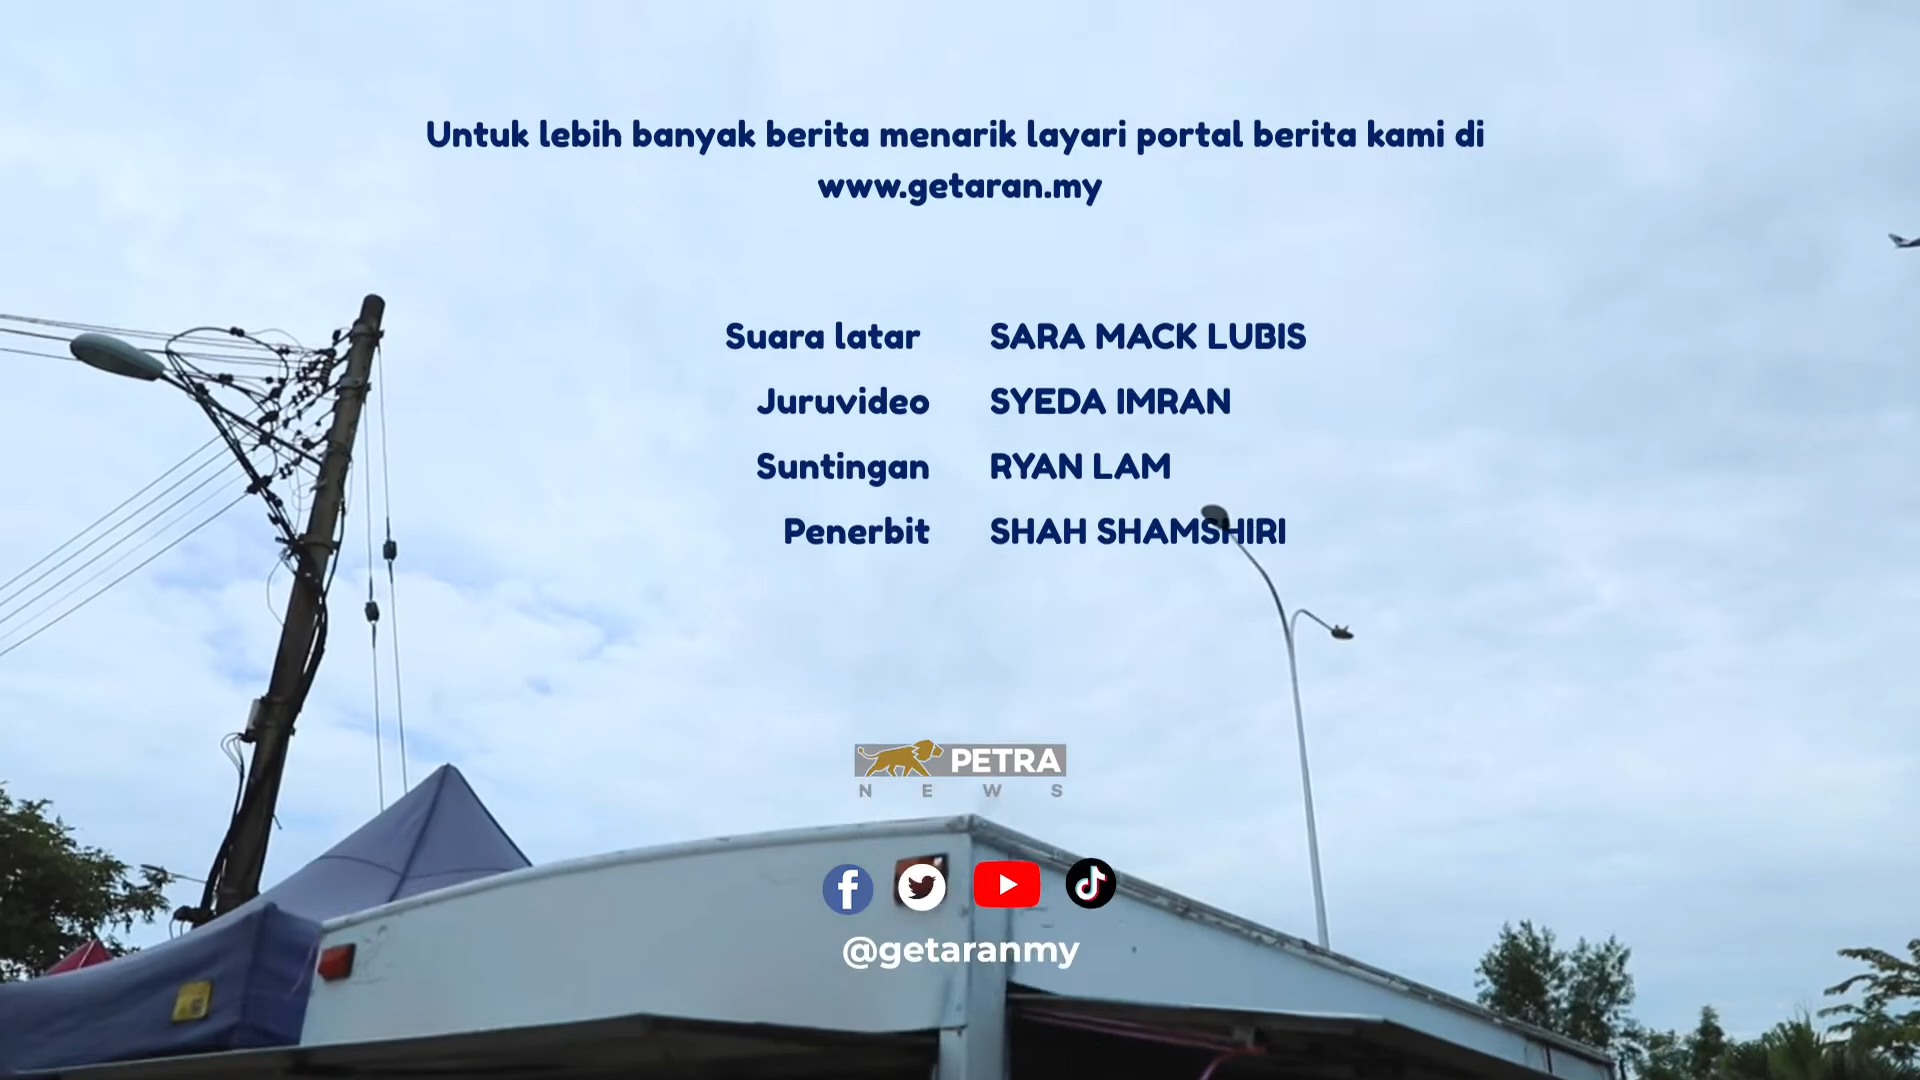 Untuk lebih banyak berita menarik layari portal berita kami di
www.getaran.my
Suara latar SARA MACK LUBIS
Juruvideo SYEDA IMRAN
Suntingan RYAN LAM
Penerbit SHAH SHAMSHIRI
PETRA
NEWS
@getaranmy